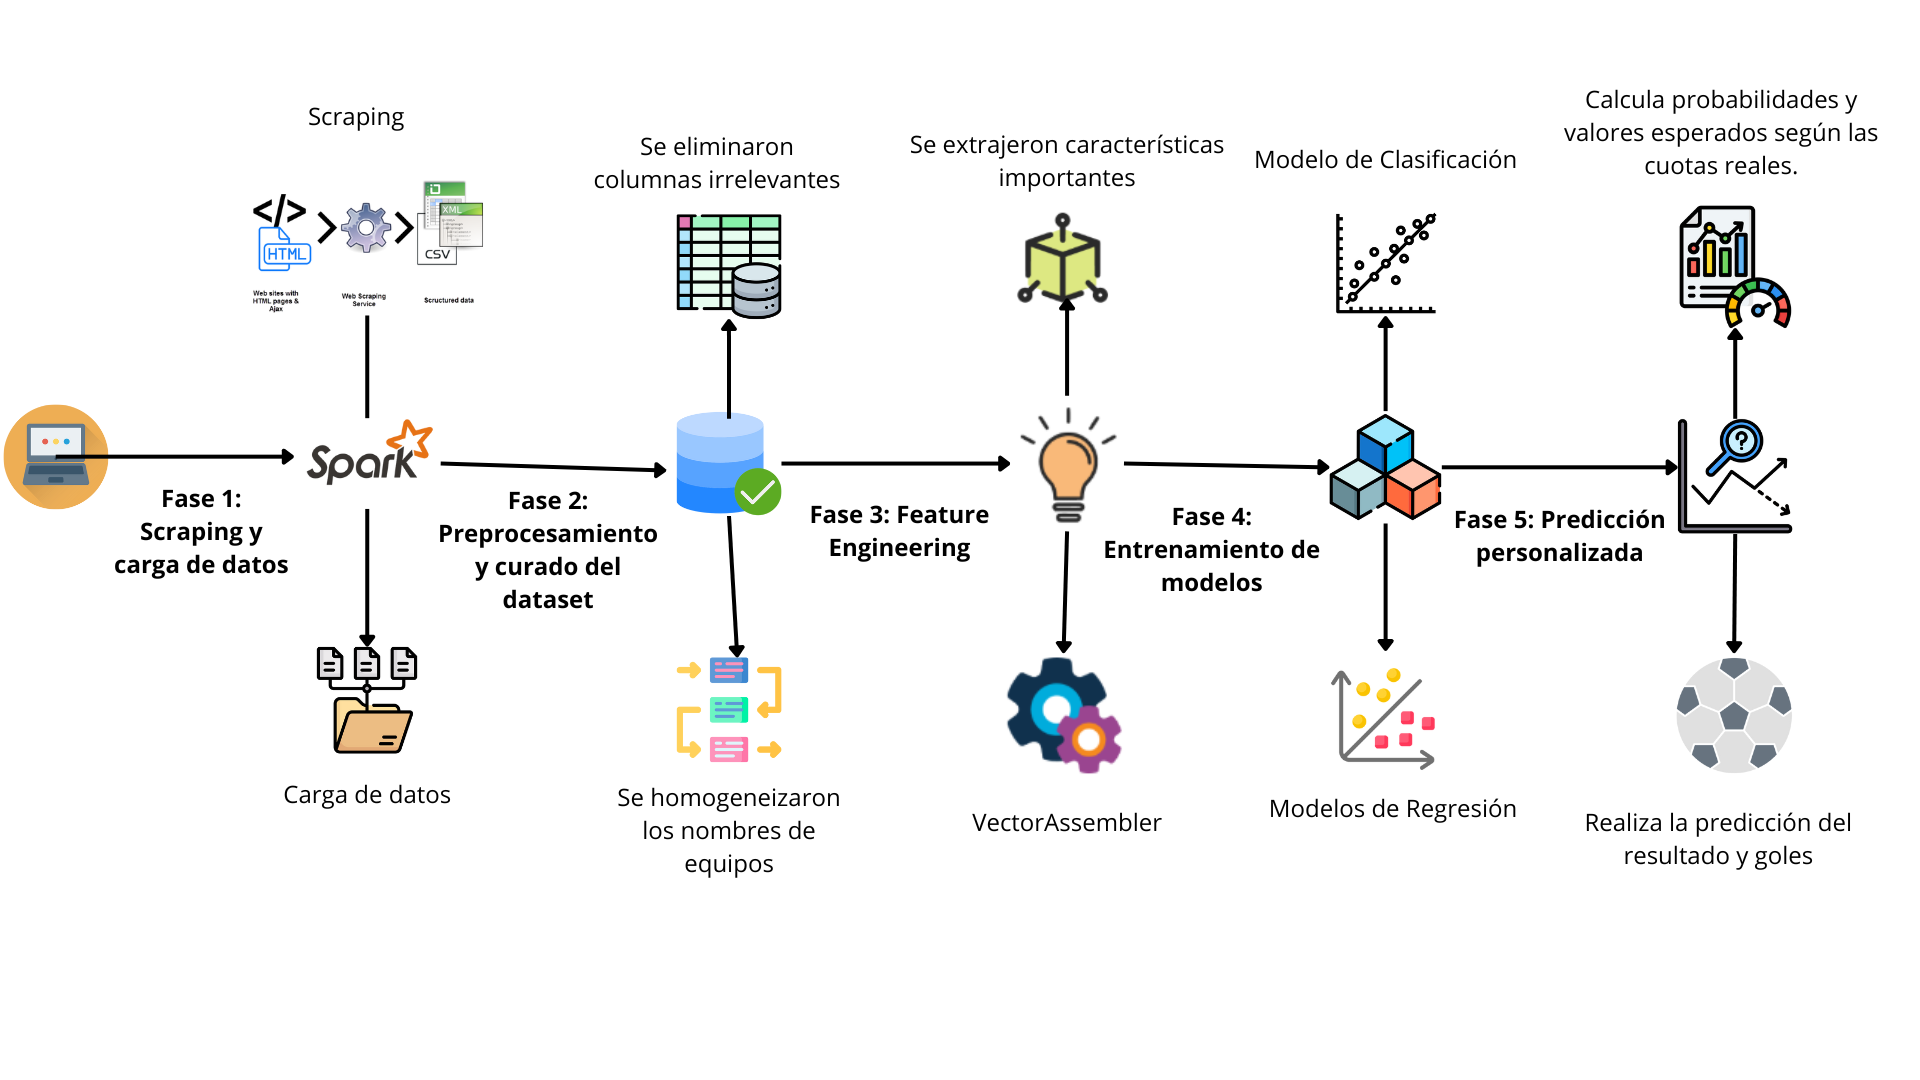 Scraping
</>
HTML
XML
CSV
Web sites with
HTML pages &
Ajax
Web Scraping
Service
Scructured data
Spark
Fase 1:
Scraping y
carga de datos
Carga de datos
Se eliminaron
columnas irrelevantes
Fase 2:
Preprocesamiento
y curado del
dataset
Se homogeneizaron
los nombres de
equipos
Se extrajeron características
importantes
Fase 3: Feature
Engineering
VectorAssembler
Modelo de Clasificación
Fase 4:
Entrenamiento de
modelos
Modelos de Regresión
Calcula probabilidades y
valores esperados según las
cuotas reales.
?
Fase 5: Predicción
personalizada
Realiza la predicción del
resultado y goles